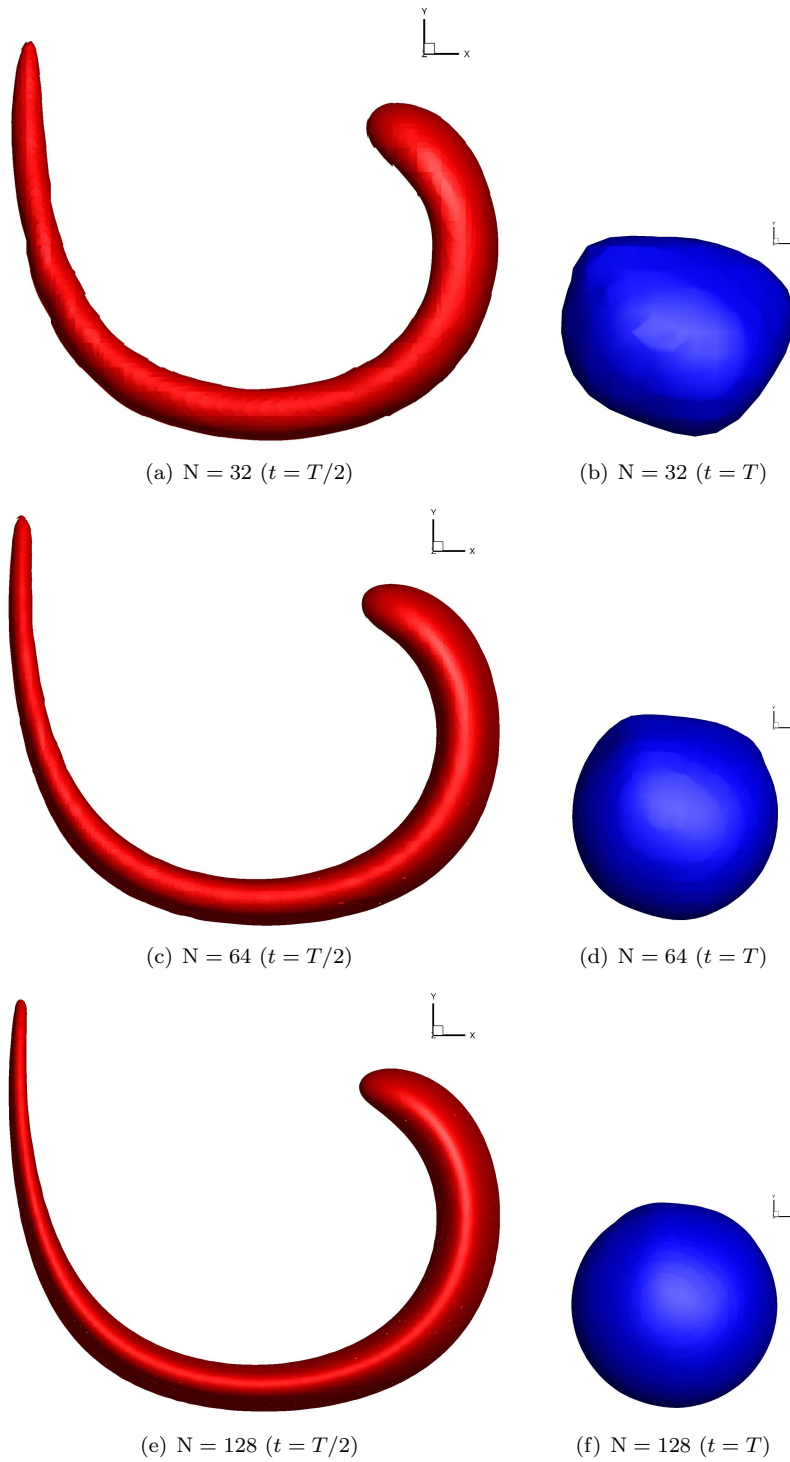 Y
Z X
Y
(a) N = 32 (t = T/2)
(b) N = 32 (t = T)
Y
Z X
Y
(c) N = 64 (t = T/2)
(d) N = 64 (t = T)
Y
Z X
Y
(e) N = 128 (t = T/2)
(f) N = 128 (t = T)